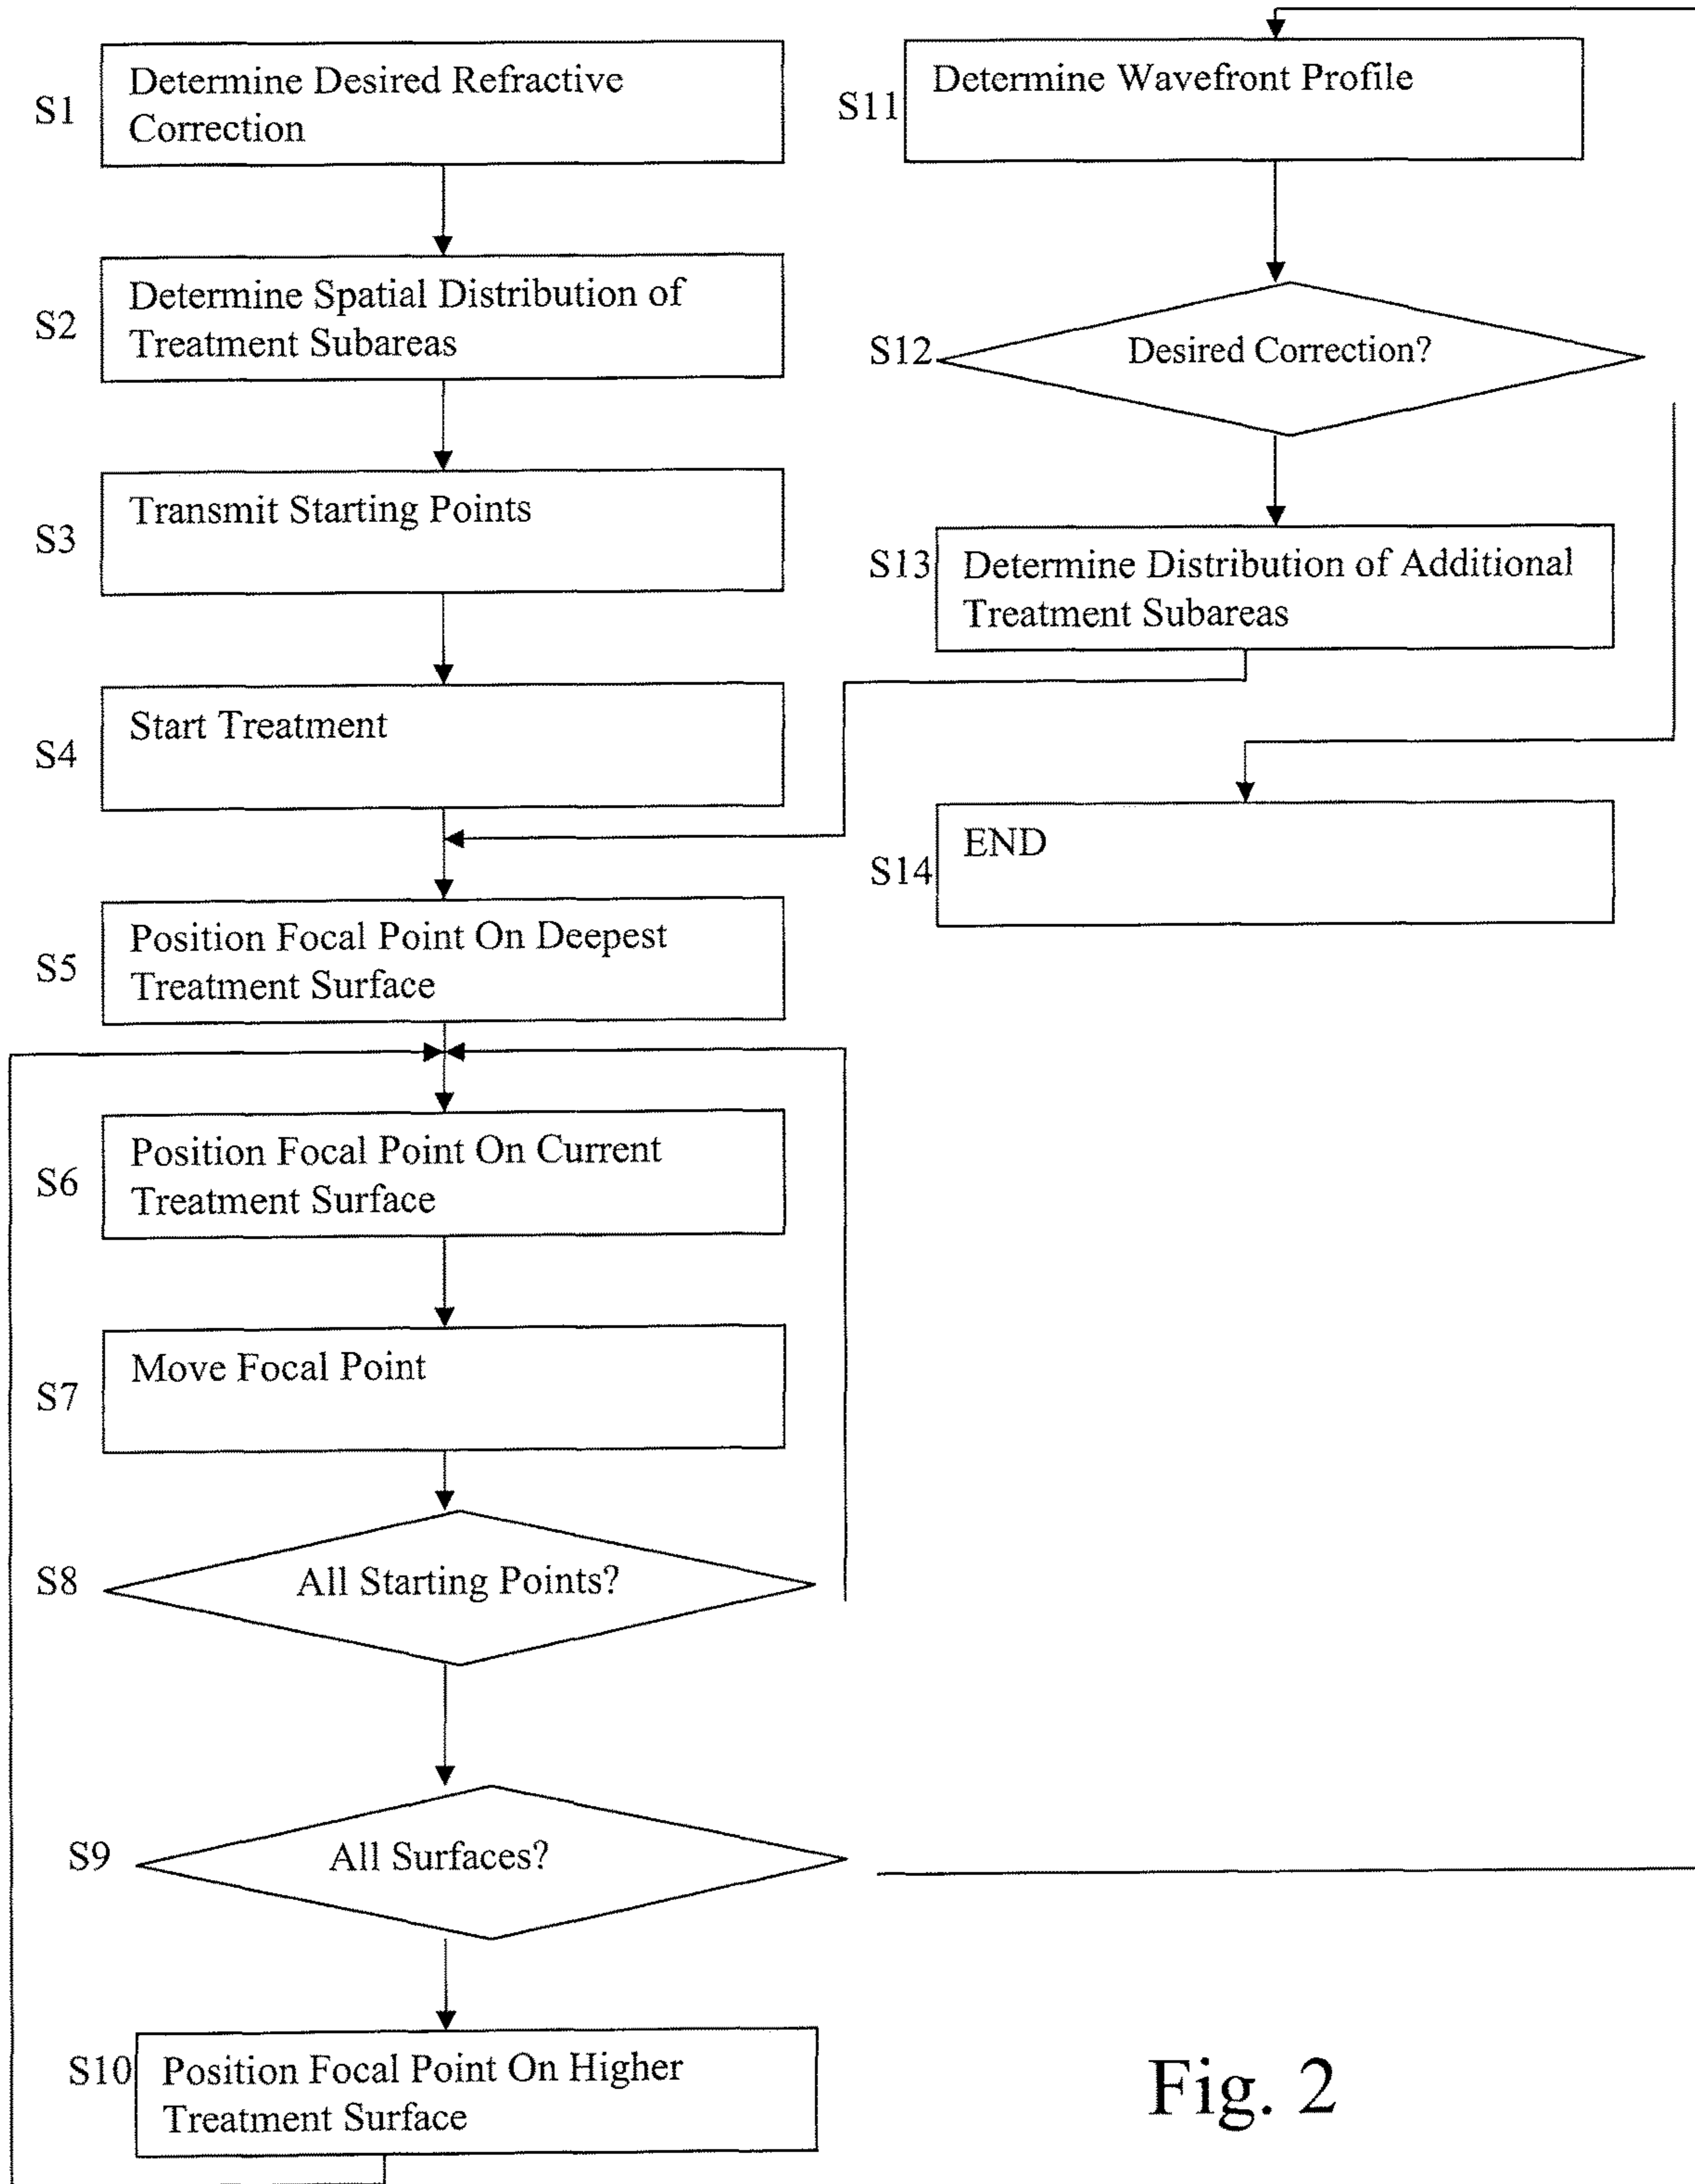 S1
Determine Desired Refractive
Correction
S2
Determine Spatial Distribution of
Treatment Subareas
S3
Transmit Starting Points
S4
Start Treatment
S5
Position Focal Point On Deepest
Treatment Surface
S6
Position Focal Point On Current
Treatment Surface
S7
Move Focal Point
S8
All Starting Points?
S9
All Surfaces?
S10
Position Focal Point On Higher
Treatment Surface
S11
Determine Wavefront Profile
S12
Desired Correction?
S13
Determine Distribution of Additional
Treatment Subareas
S14
END
Fig. 2